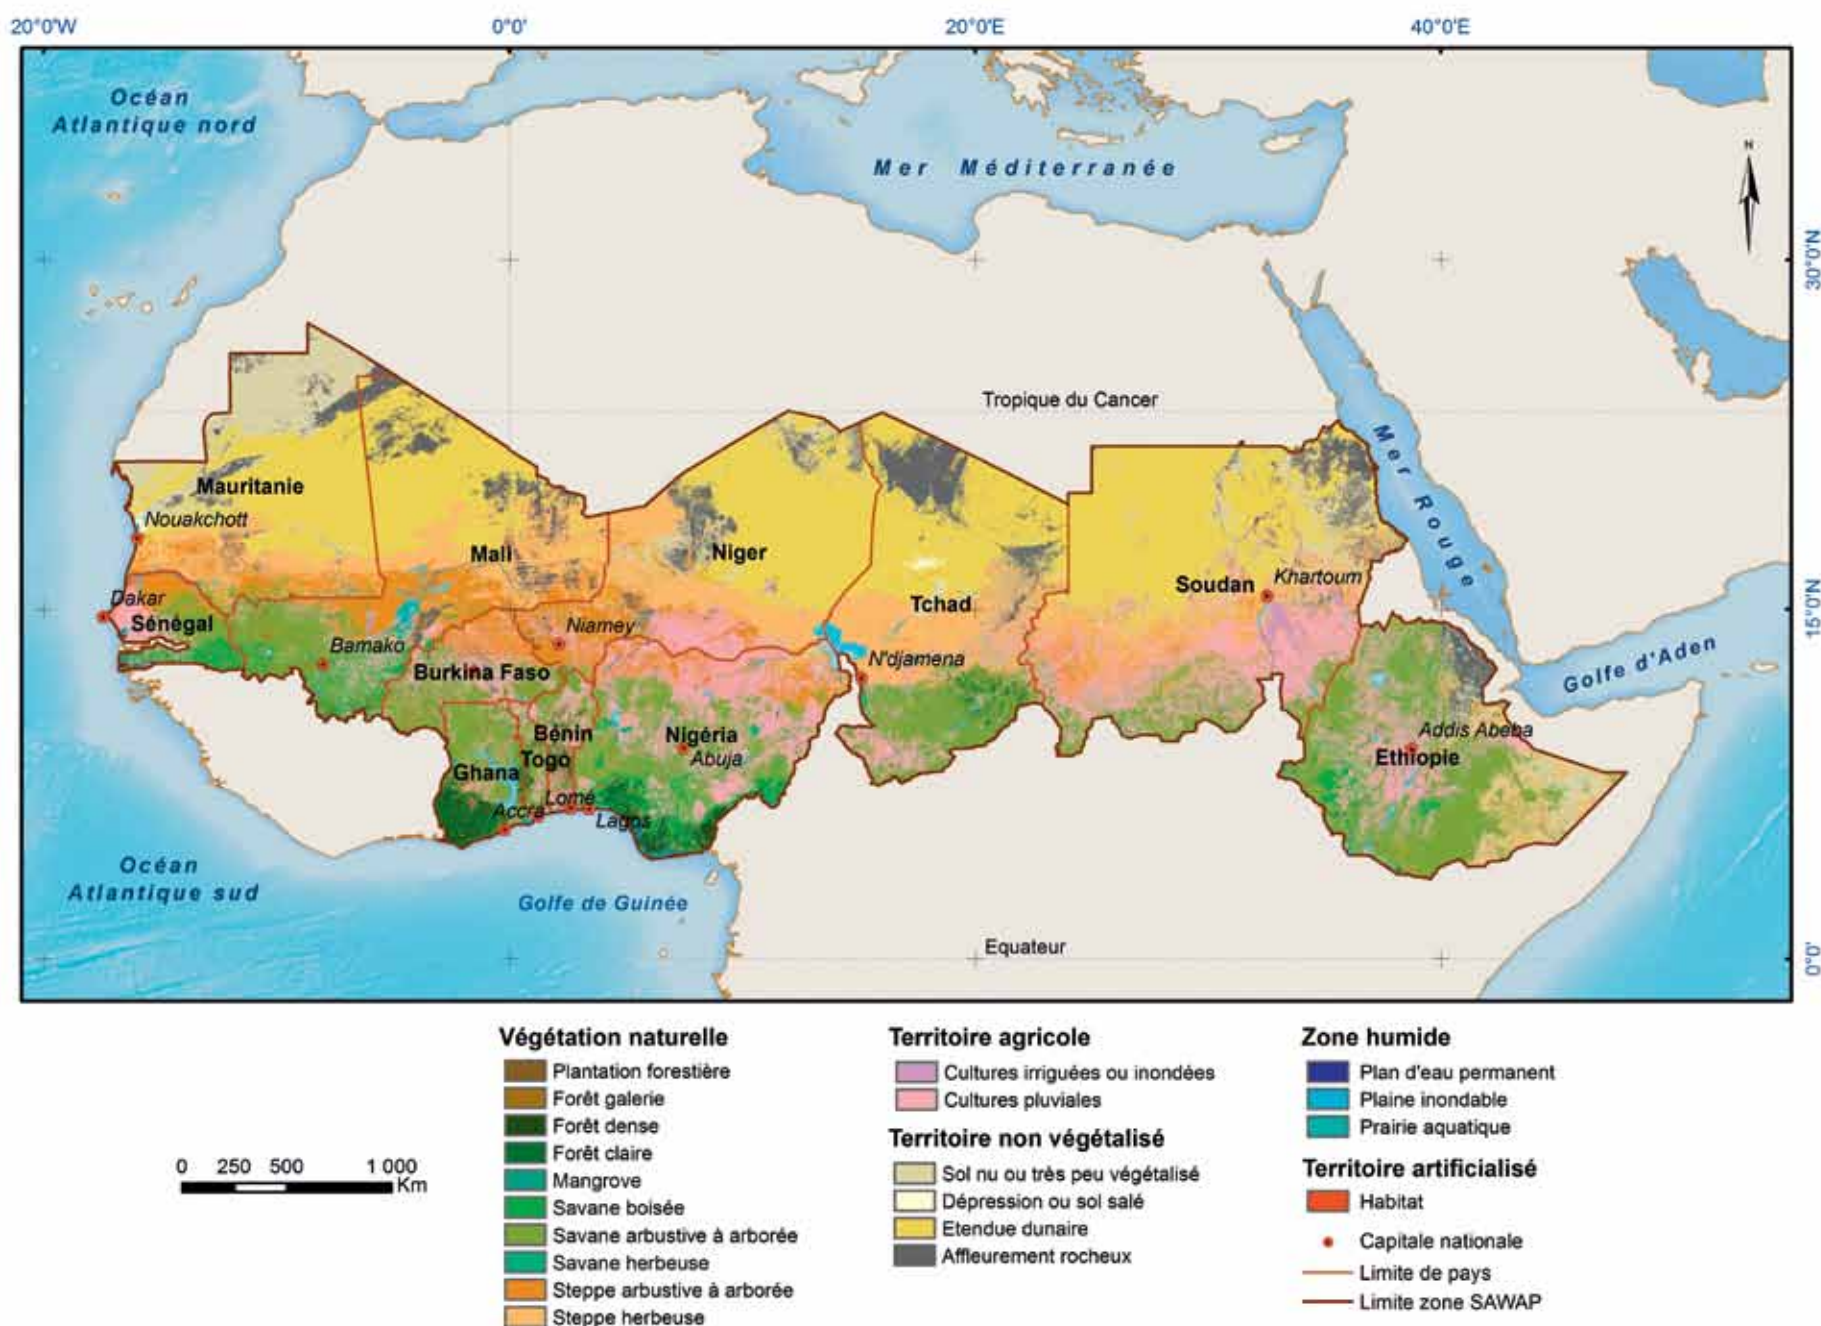 20°0'W 0°0' 20°0'E 40°0'E
Océan
Atlantique nord
Mer Méditerranée
N
30°0'N
Tropique du Cancer
Mer Rouge
Mauritanie
Nouakchott
Mali
Niger
Soudan
Khartoum
Tchad
Dakar
Sénégal
Niamey
15°0'N
Bamako
N'djamena
Burkina Faso
Golfe d'Aden
Bénin
Nigéria
Addis Abeba
Togo
Abuja
Ethiopie
Ghana
Lomé
Accra
Lagos
Océan
Atlantique sud
Golfe de Guinée
Equateur
0°0'
Végétation naturelle
Plantation forestière
Forêt galerie
Forêt dense
Forêt claire
Mangrove
Savane boisée
Savane arbustive à arborée
Savane herbeuse
Steppe arbustive à arborée
Steppe herbeuse
Territoire agricole
Cultures irriguées ou inondées
Cultures pluviales
Territoire non végétalisé
Sol nu ou très peu végétalisé
Dépression ou sol salé
Etendue dunaire
Affleurement rocheux
Zone humide
Plan d'eau permanent
Plaine inondable
Prairie aquatique
Territoire artificialisé
Habitat
Capitale nationale
Limite de pays
Limite zone SAWAP
0 250 500 1 000
Km